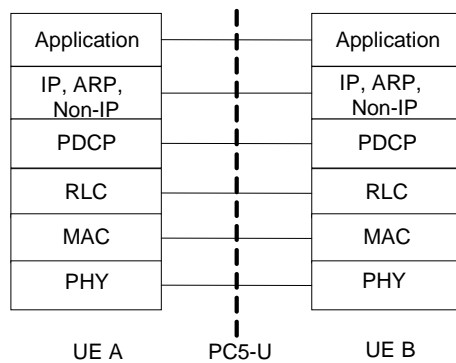 Application
IP, ARP,
Non-IP
PDCP
RLC
MAC
PHY
Application
IP, ARP,
Non-IP
PDCP
RLC
MAC
PHY
UE A
PC5-U
UE B